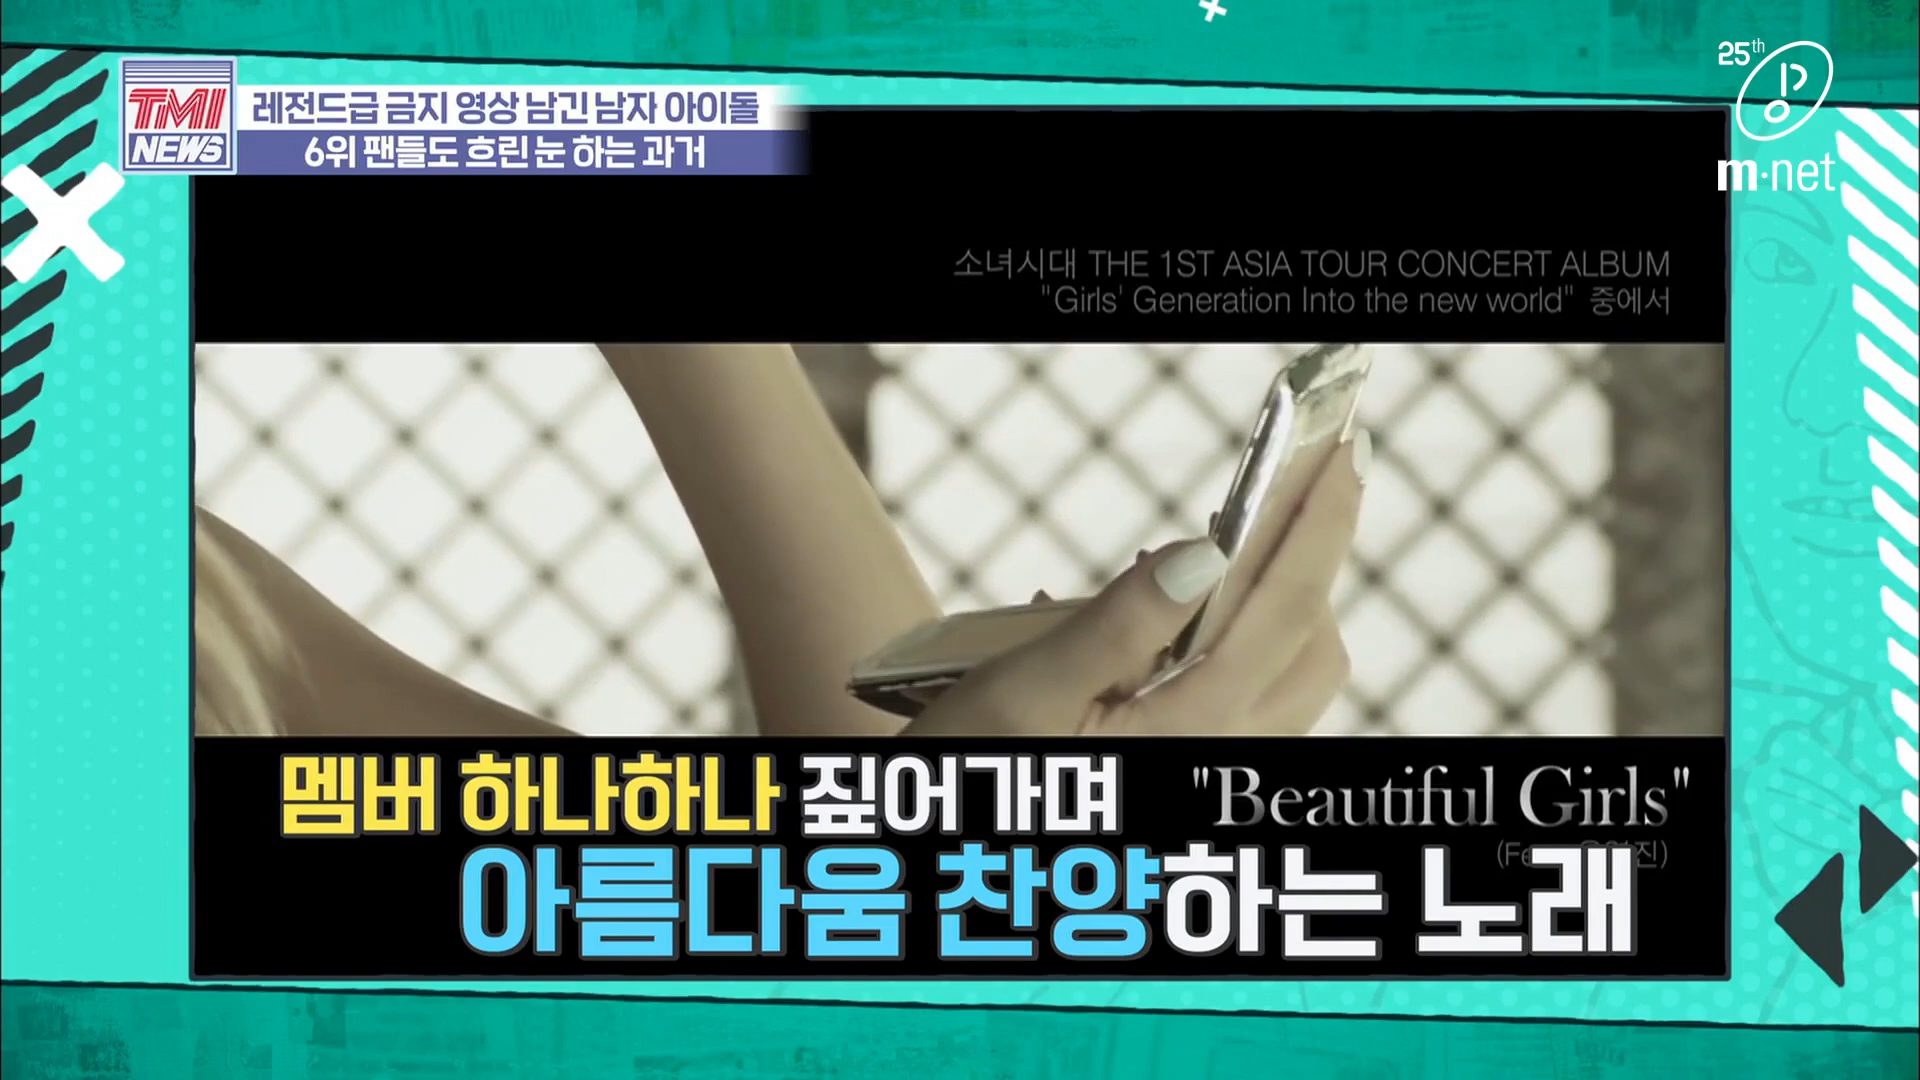 25th
m·net
TMI
NEWS
레전드급 금지 영상 남긴 남자 아이돌
6위 팬들도 흐린 눈 하는 과거
소녀시대 THE 1ST ASIA TOUR CONCERT ALBUM
"Girls' Generation Into the new world" 중에서
멤버 하나하나 짚어가며
"Beautiful Girls"
아름다움 찬양하는 노래